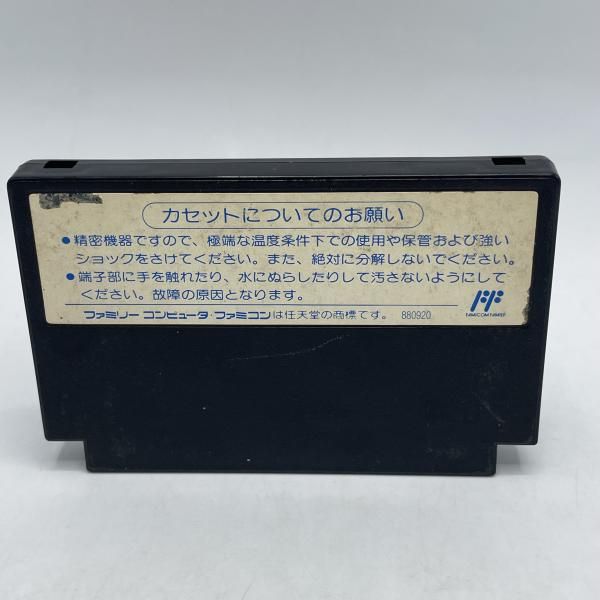 カセットについてのお願い
●精密機器ですので、極端な温度条件下での使用や保管および強い
ショックをさけてください。また、絶対に分解しないでください。
●端子部に手を触れたり、水にぬらしたりして汚さないようにして
ください。故障の原因となります。
FF
FAMICOM FAMILY
ファミリー コンピュータ・ファミコンは任天堂の商標です。 880920